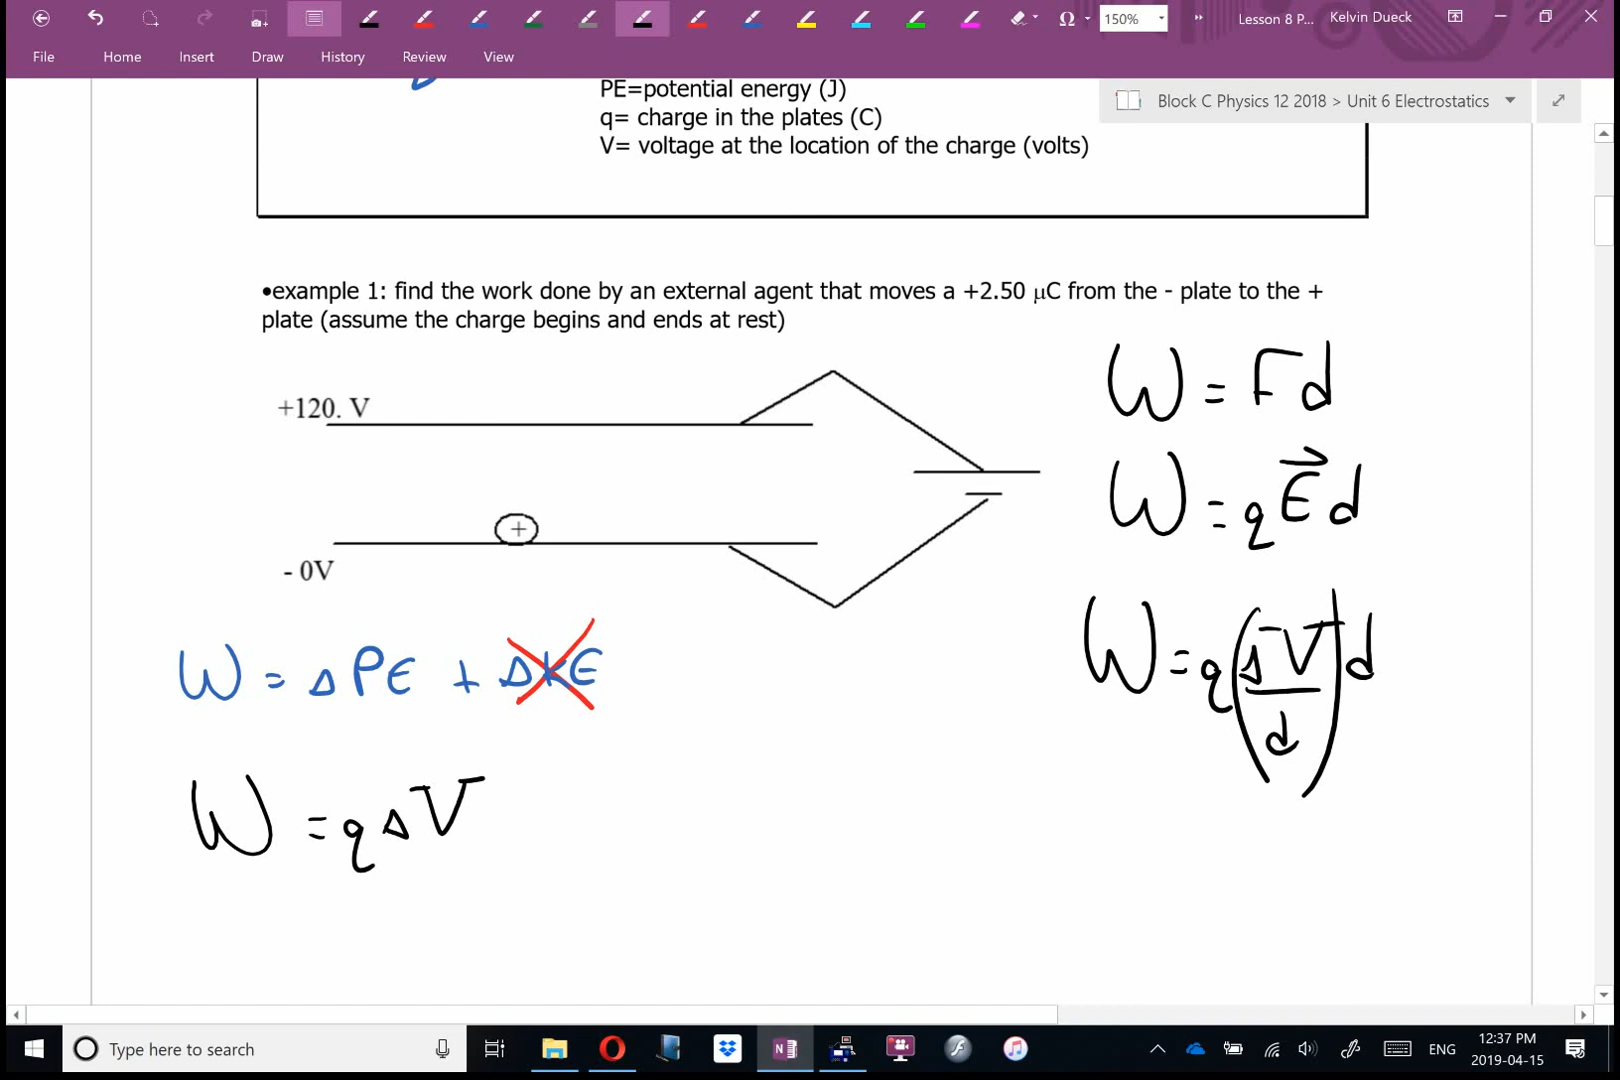 150%
Lesson 8 P...
Kelvin Dueck
File Home Insert Draw History Review View
PE=potential energy (J)
Block C Physics 12 2018 > Unit 6 Electrostatics
q= charge in the plates (C)
V= voltage at the location of the charge (volts)
•example 1: find the work done by an external agent that moves a +2.50 μC from the - plate to the +
plate (assume the charge begins and ends at rest)
+120. V
+
- 0V
W = Fd
W = qE⃗d
W = q(ΔV/d)d
W = ΔPE + ΔKE
W = qΔV
Type here to search
ENG
12:37 PM
2019-04-15